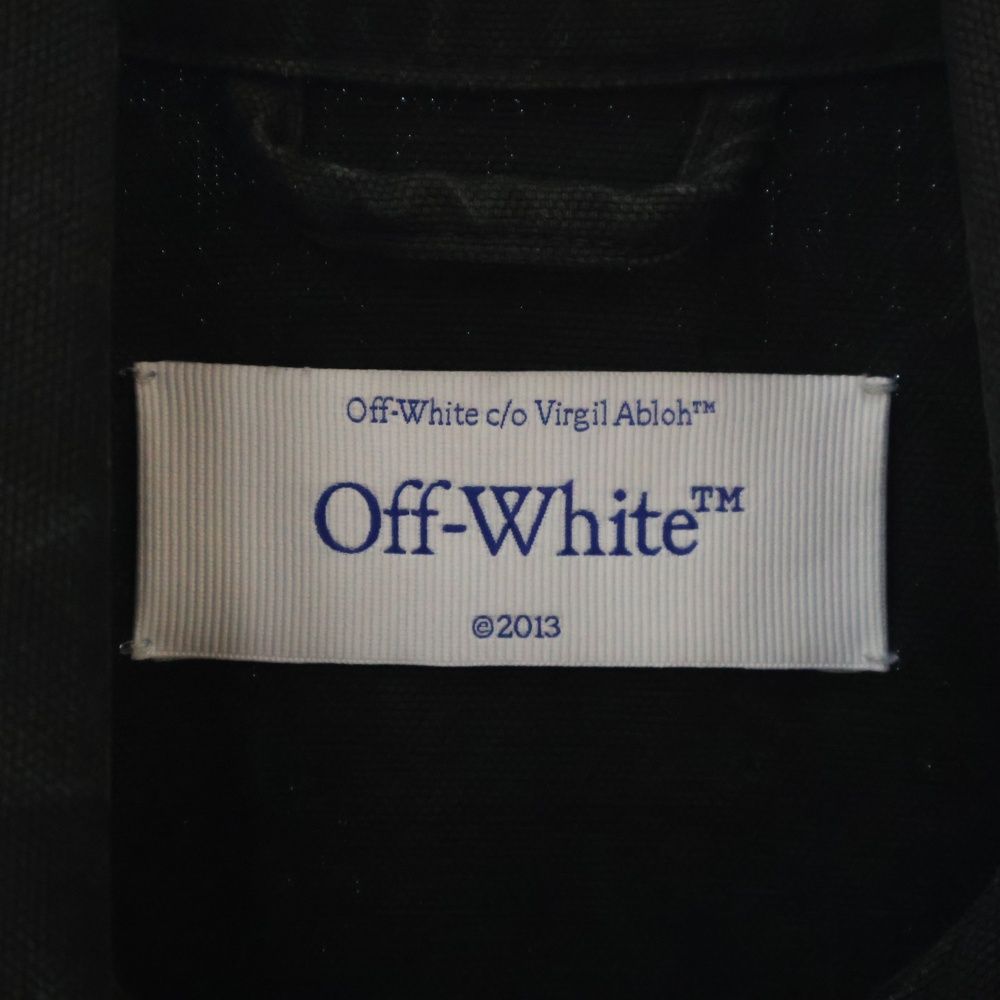 Off-White c/o Virgil Abloh™
Off-White™
©2013